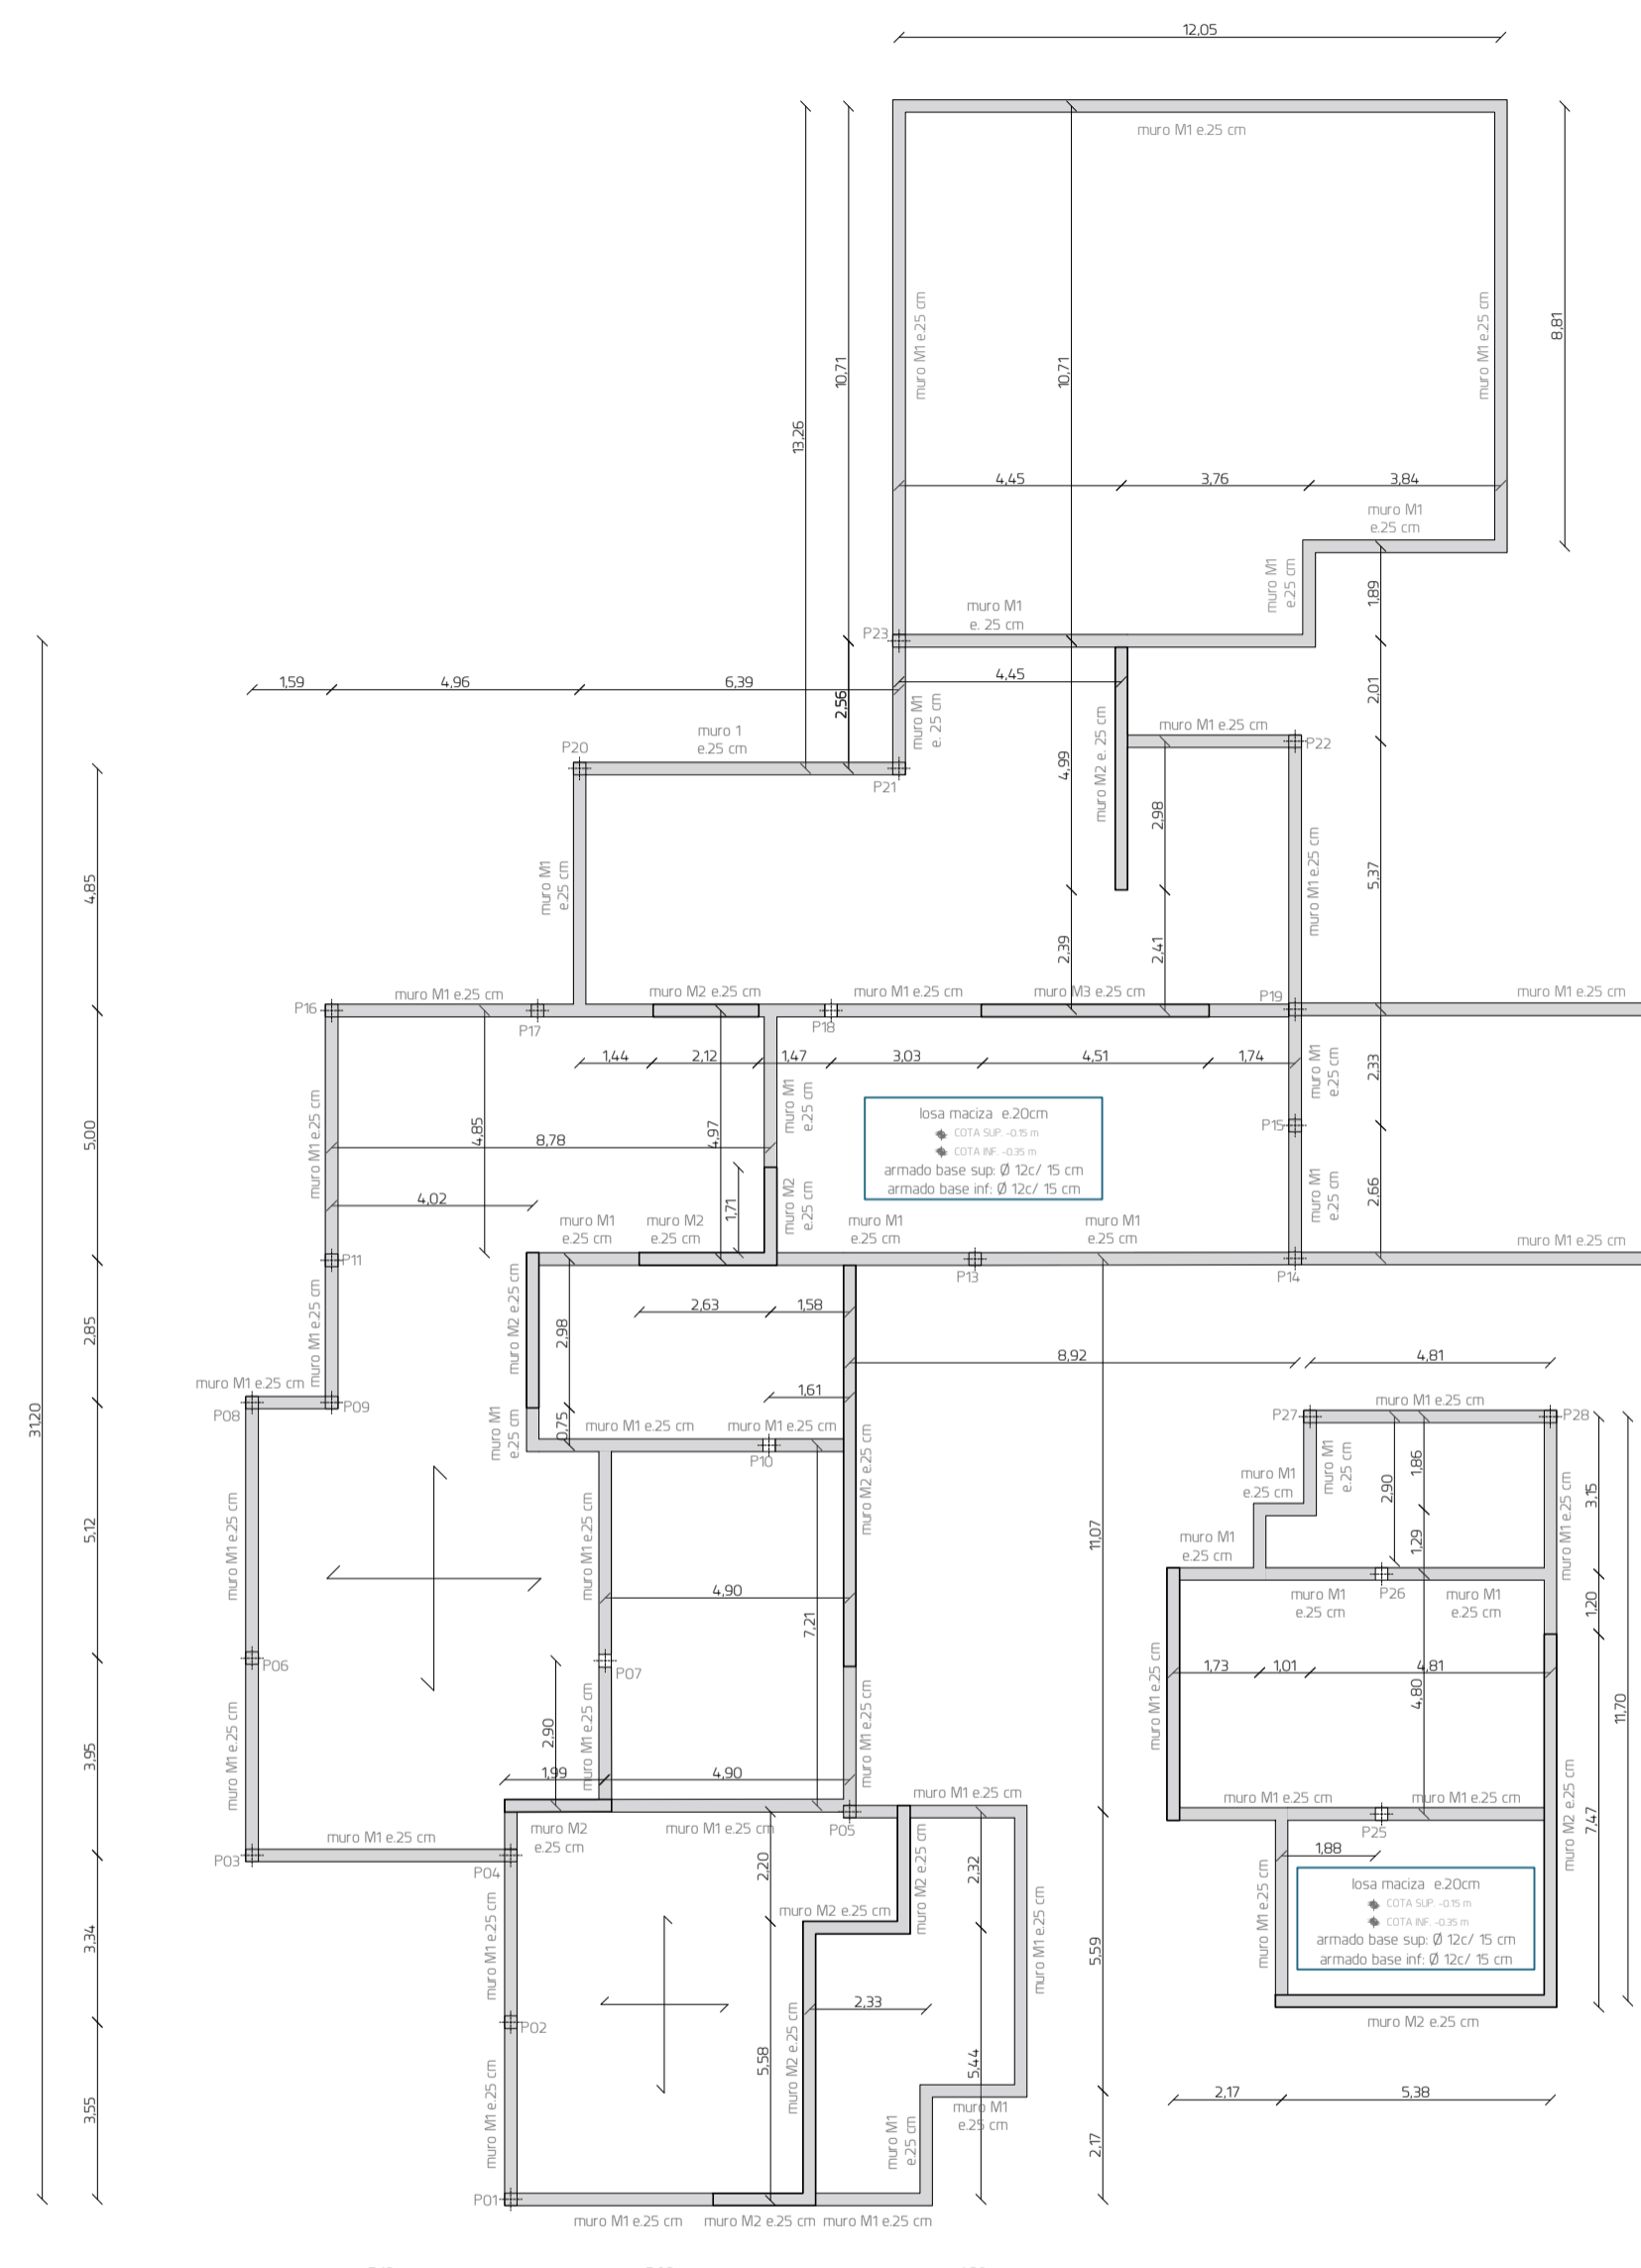 12,05
muro M1 e.25 cm
muro M1 e.25 cm
muro M1 e.25 cm
8,81
10,71
10,71
13,26
4,45
3,76
3,84
muro M1
e.25 cm
muro M1
e.25 cm
1,89
muro M1
e. 25 cm
P23
1,59
4,96
6,39
4,45
2,56
2,01
muro M1
e. 25 cm
muro 1
e.25 cm
muro M1 e.25 cm
P20
P22
P21
4,99
muro M2 e. 25 cm
2,98
muro M1
e.25 cm
muro M1 e.25 cm
5,37
4,85
2,39
2,41
muro M1 e.25 cm
muro M2 e.25 cm
muro M1 e.25 cm
muro M3 e.25 cm
P19
muro M1 e.25 cm
P16
P17
P18
1,44
2,12
1,47
3,03
4,51
1,74
muro M1
e.25 cm
2,33
muro M1
e.25 cm
losa maciza e.20cm
COTA SUP. -0.15 m
COTA INF. -0.35 m
armado base sup: Ø 12c/ 15 cm
armado base inf: Ø 12c/ 15 cm
P15
5,00
muro M1 e.25 cm
4,85
8,78
4,97
4,02
1,71
muro M2
e.25 cm
muro M1
e.25 cm
2,66
muro M1
e.25 cm
muro M2
e.25 cm
muro M1
e.25 cm
muro M1
e.25 cm
muro M1 e.25 cm
P11
P13
P14
muro M1 e.25 cm
muro M2 e.25 cm
2,63
1,58
2,98
2,85
8,92
4,81
muro M1 e.25 cm
1,61
muro M1 e.25 cm
P08
P09
31,20
muro M1
e.25 cm
0,75
muro M1 e.25 cm
muro M1 e.25 cm
P10
P27
P28
muro M2 e.25 cm
muro M1
e.25 cm
muro M1
e.25 cm
2,90
1,86
3,15
muro M1 e.25 cm
5,12
muro M1 e.25 cm
muro M1 e.25 cm
11,07
muro M1
e.25 cm
1,29
P26
muro M1
e.25 cm
muro M1
e.25 cm
1,20
4,90
7,21
P06
P07
muro M1 e.25 cm
1,73
1,01
4,81
4,80
11,70
3,95
muro M1 e.25 cm
2,90
muro M1 e.25 cm
muro M1 e.25 cm
1,99
4,90
muro M1 e.25 cm
muro M1 e.25 cm
muro M1 e.25 cm
7,47
muro M2 e.25 cm
muro M1 e.25 cm
muro M2
e.25 cm
muro M1 e.25 cm
P05
P25
P03
P04
1,88
2,20
muro M2 e.25 cm
2,32
muro M2 e.25 cm
losa maciza e.20cm
COTA SUP. -0.15 m
COTA INF. -0.35 m
armado base sup: Ø 12c/ 15 cm
armado base inf: Ø 12c/ 15 cm
3,34
muro M1 e.25 cm
muro M1 e.25 cm
5,59
muro M1 e.25 cm
2,33
P02
muro M2 e.25 cm
muro M2 e.25 cm
5,58
5,44
3,55
muro M1 e.25 cm
muro M1
e.25 cm
muro M1
e.25 cm
2,17
2,17
5,38
P01
muro M1 e.25 cm
muro M2 e.25 cm
muro M1 e.25 cm